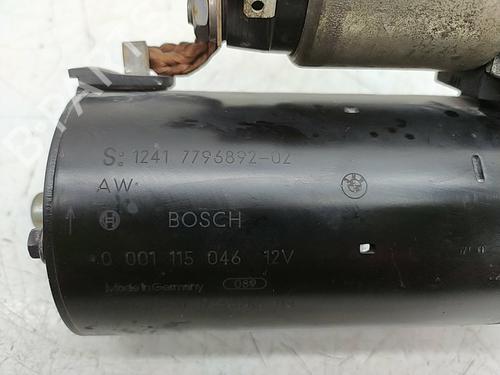 S: 1241 7796892-02
AW
BOSCH
0 001 115 046 12V
Made in Germany 089